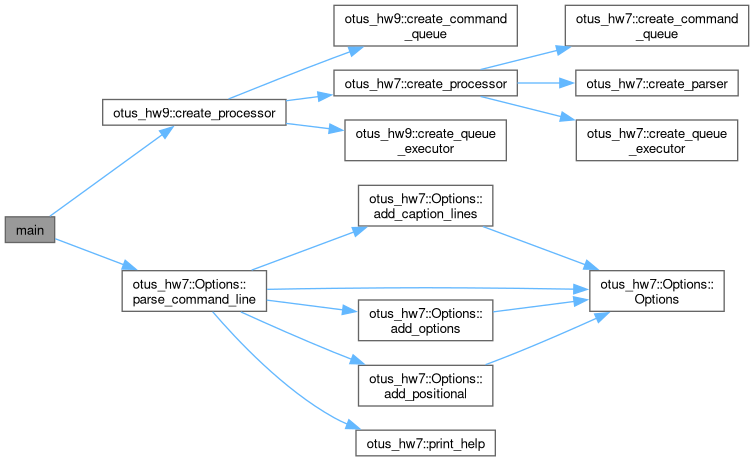 main
otus_hw9::create_processor
otus_hw9::create_command
_queue
otus_hw7::create_processor
otus_hw7::create_command
_queue
otus_hw7::create_parser
otus_hw7::create_queue
_executor
otus_hw9::create_queue
_executor
otus_hw7::Options::
parse_command_line
otus_hw7::Options::
add_caption_lines
otus_hw7::Options::
Options
otus_hw7::Options::
add_options
otus_hw7::Options::
add_positional
otus_hw7::print_help